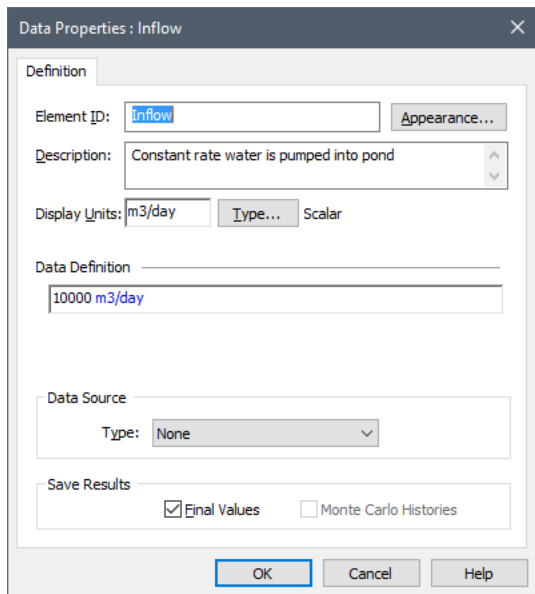 Data Properties : Inflow
Definition
Element ID: Inflow Appearance...
Description: Constant rate water is pumped into pond
Display Units: m3/day Type... Scalar
Data Definition
10000 m3/day
Data Source
Type: None
Save Results
Final Values Monte Carlo Histories
OK Cancel Help